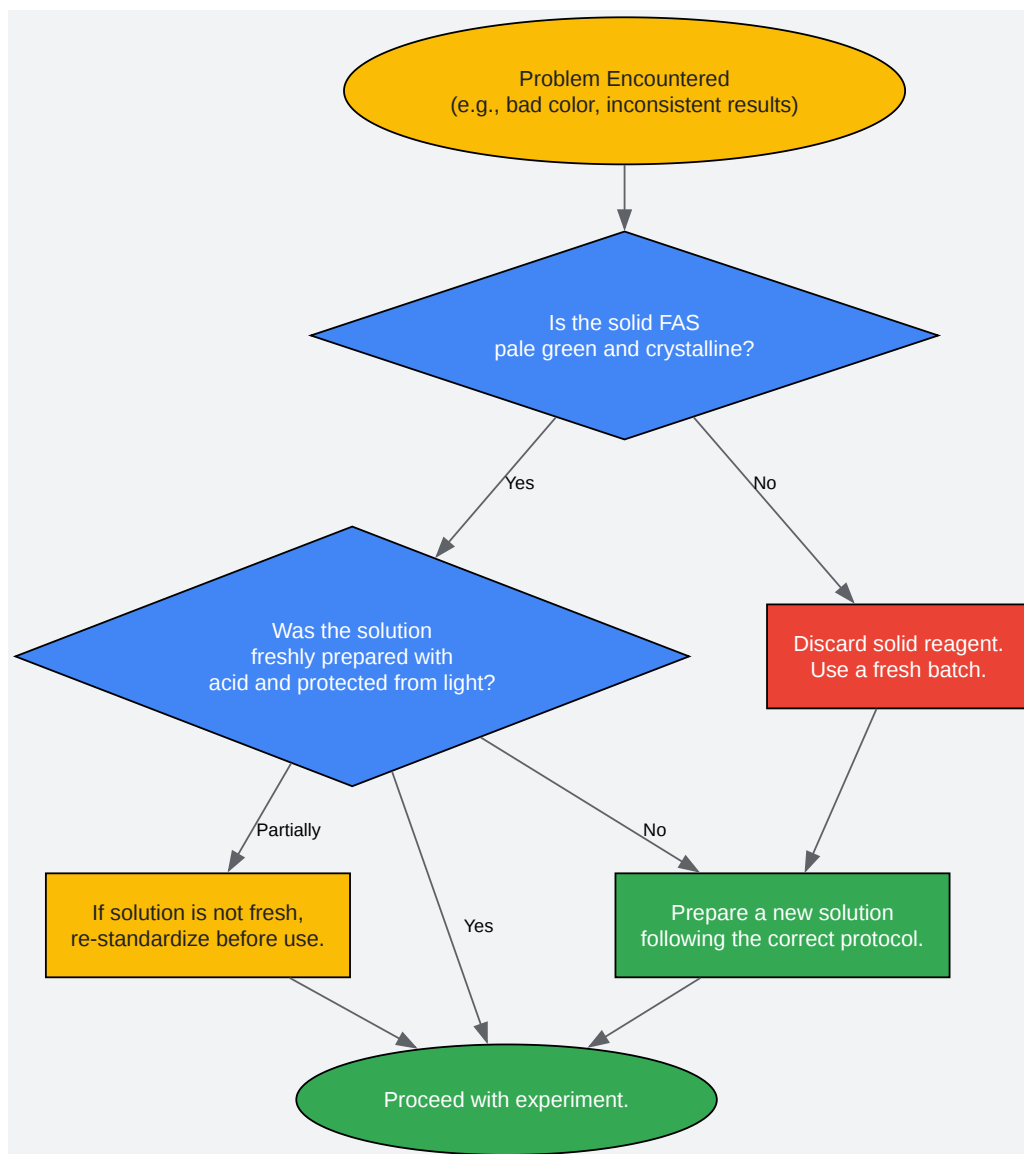 Problem Encountered
(e.g., bad color, inconsistent results)
Is the solid FAS
pale green and crystalline?
Yes
No
Was the solution
freshly prepared with
acid and protected from light?
Discard solid reagent.
Use a fresh batch.
Partially
No
Yes
If solution is not fresh,
re-standardize before use.
Prepare a new solution
following the correct protocol.
Proceed with experiment.